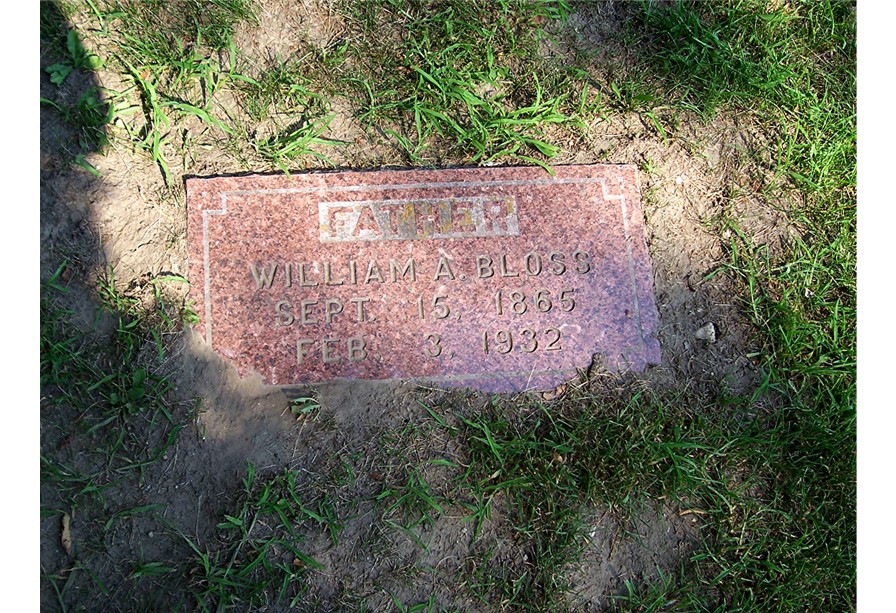 FATHER
WILLIAM A. BLOSS
SEPT. 15, 1865
FEB. 3, 1932